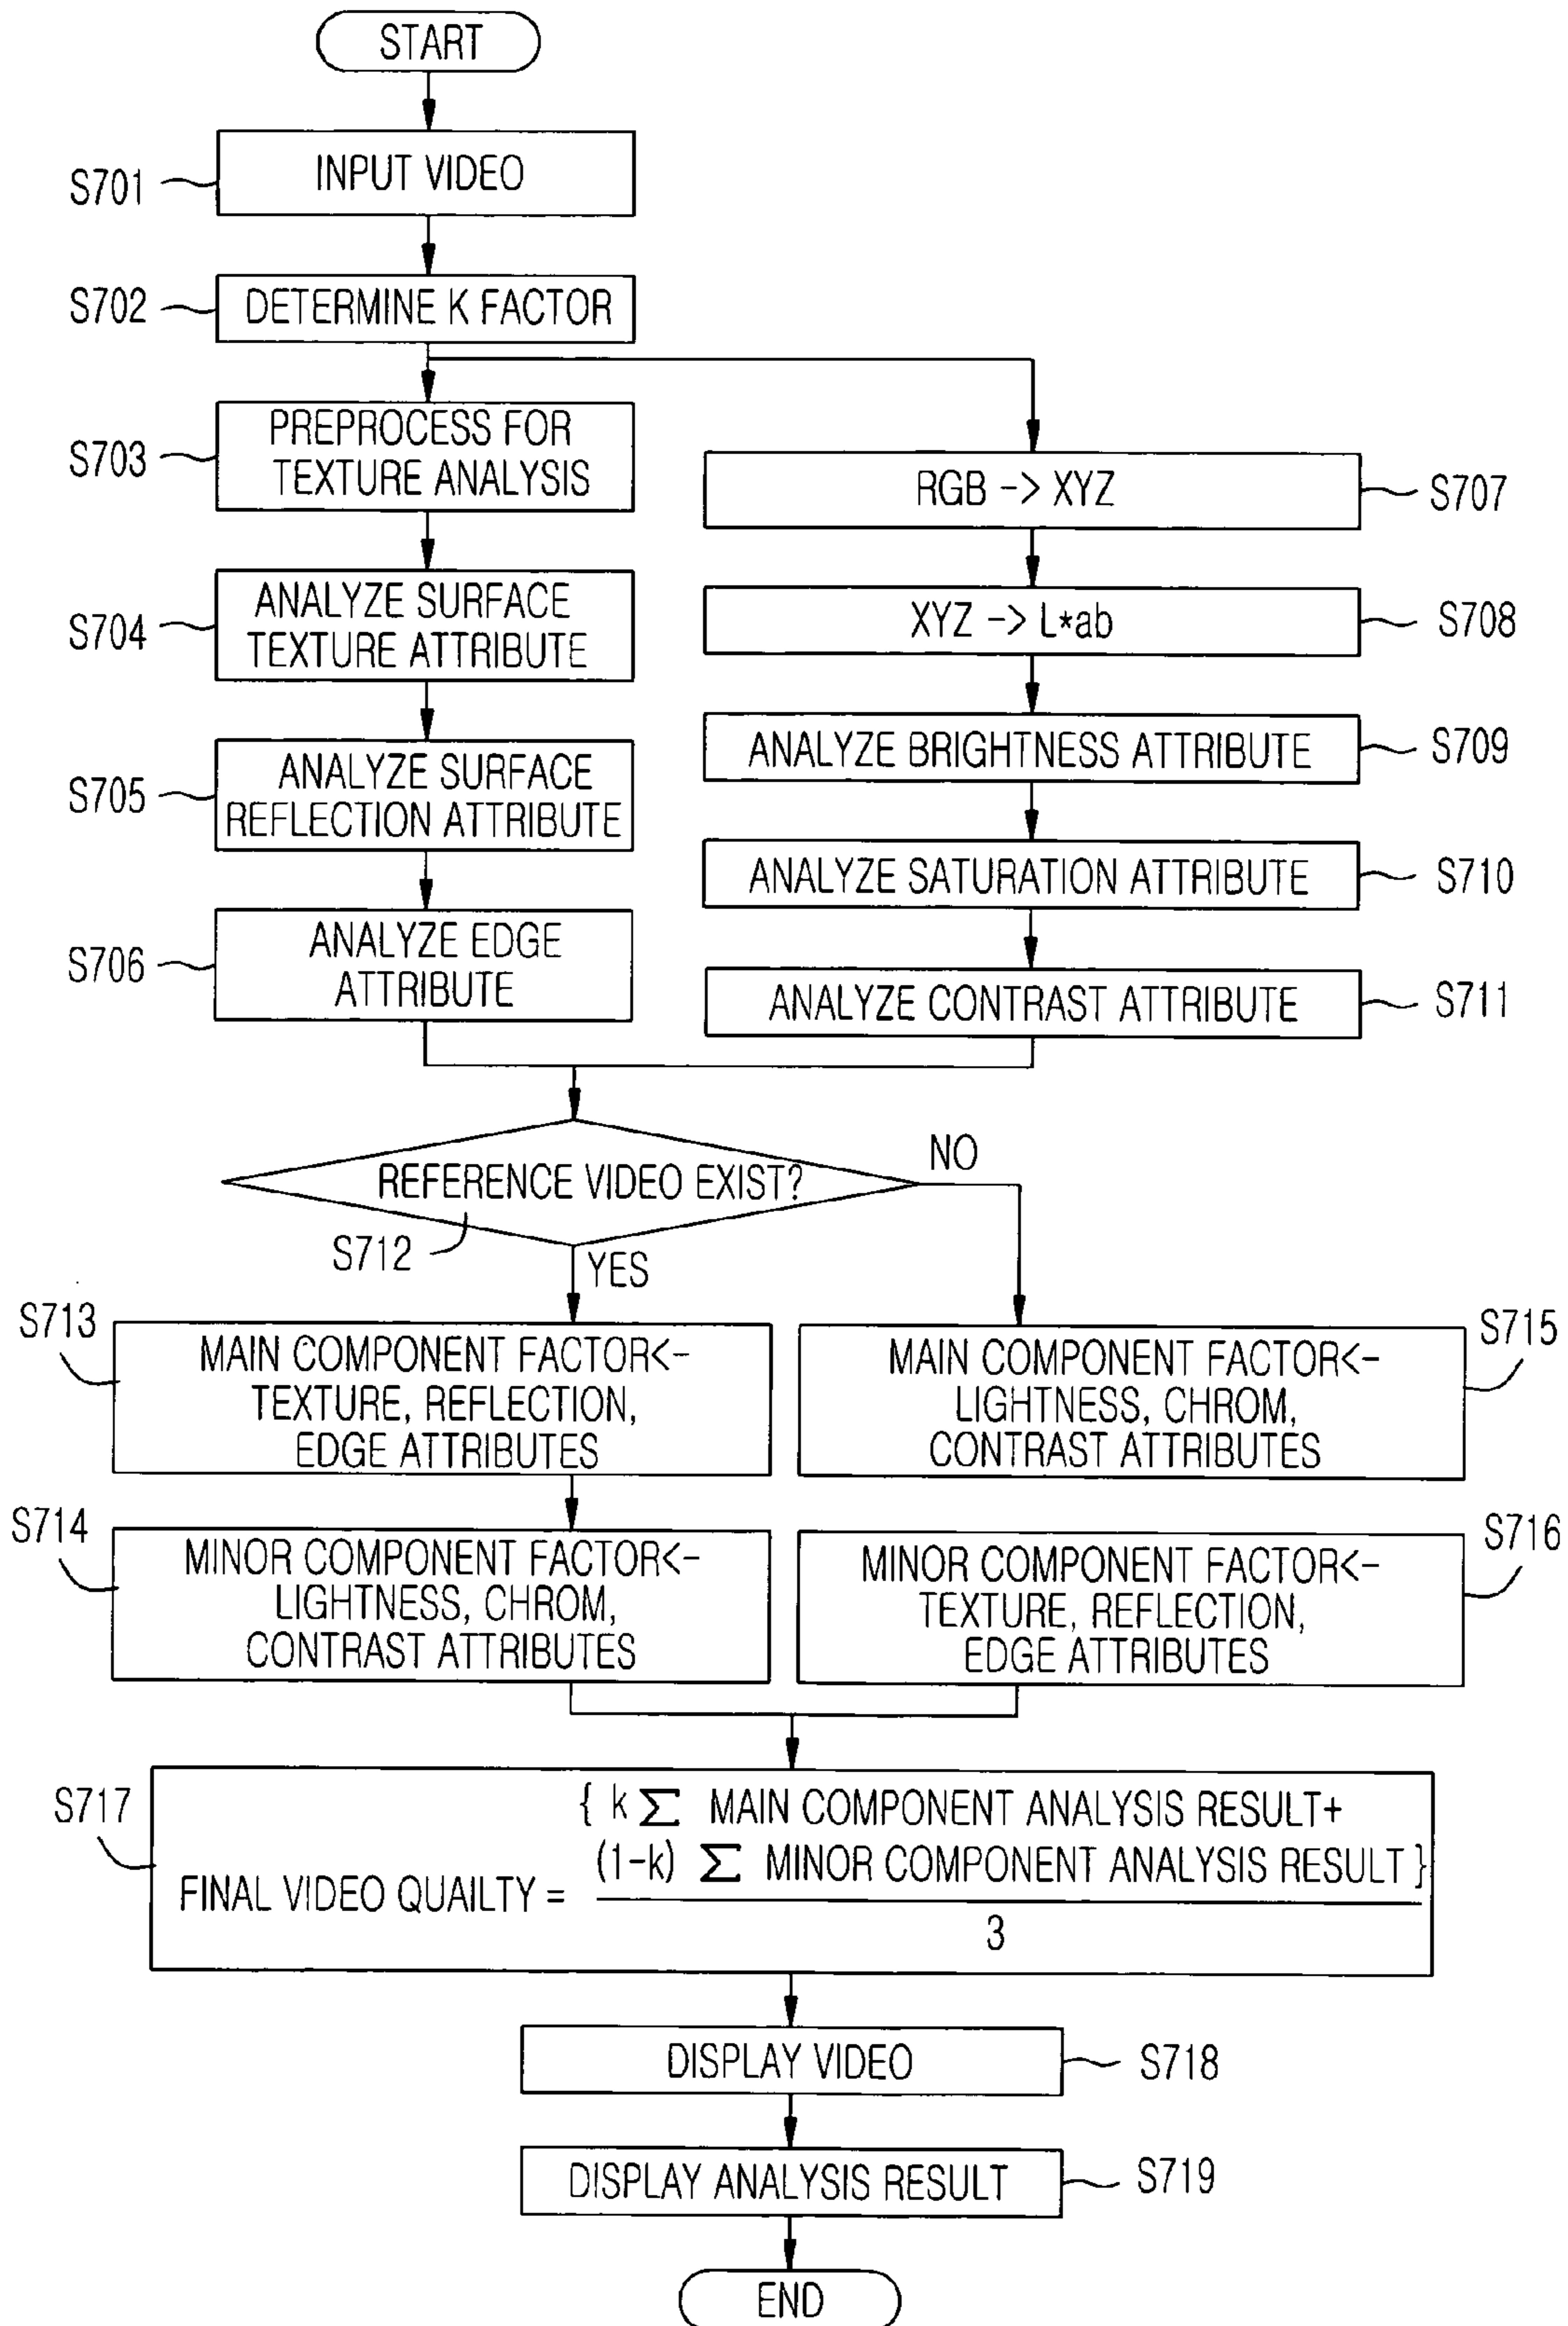 START
S701
INPUT VIDEO
S702
DETERMINE K FACTOR
S703
PREPROCESS FOR
TEXTURE ANALYSIS
S704
ANALYZE SURFACE
TEXTURE ATTRIBUTE
S705
ANALYZE SURFACE
REFLECTION ATTRIBUTE
S706
ANALYZE EDGE
ATTRIBUTE
RGB -> XYZ
S707
XYZ -> L*ab
S708
ANALYZE BRIGHTNESS ATTRIBUTE
S709
ANALYZE SATURATION ATTRIBUTE
S710
ANALYZE CONTRAST ATTRIBUTE
S711
REFERENCE VIDEO EXIST?
NO
S712
YES
S713
MAIN COMPONENT FACTOR<-
TEXTURE, REFLECTION,
EDGE ATTRIBUTES
S714
MINOR COMPONENT FACTOR<-
LIGHTNESS, CHROM,
CONTRAST ATTRIBUTES
S715
MAIN COMPONENT FACTOR<-
LIGHTNESS, CHROM,
CONTRAST ATTRIBUTES
S716
MINOR COMPONENT FACTOR<-
TEXTURE, REFLECTION,
EDGE ATTRIBUTES
S717
{ k Σ MAIN COMPONENT ANALYSIS RESULT+
(1-k) Σ MINOR COMPONENT ANALYSIS RESULT }
FINAL VIDEO QUAILTY =
3
DISPLAY VIDEO
S718
DISPLAY ANALYSIS RESULT
S719
END